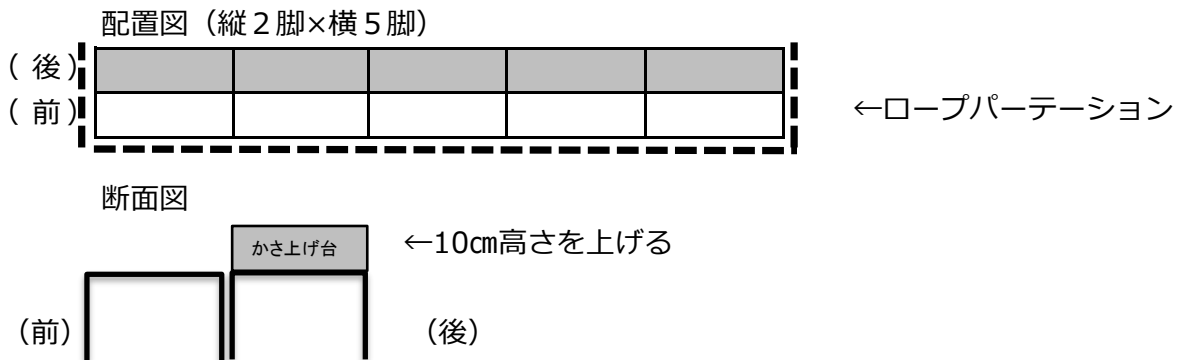 配置図（縦２脚×横５脚）
（ 後 ）
（ 前 ）
←ロープパーテーション
断面図
かさ上げ台
←10㎝高さを上げる
（前）
（後）